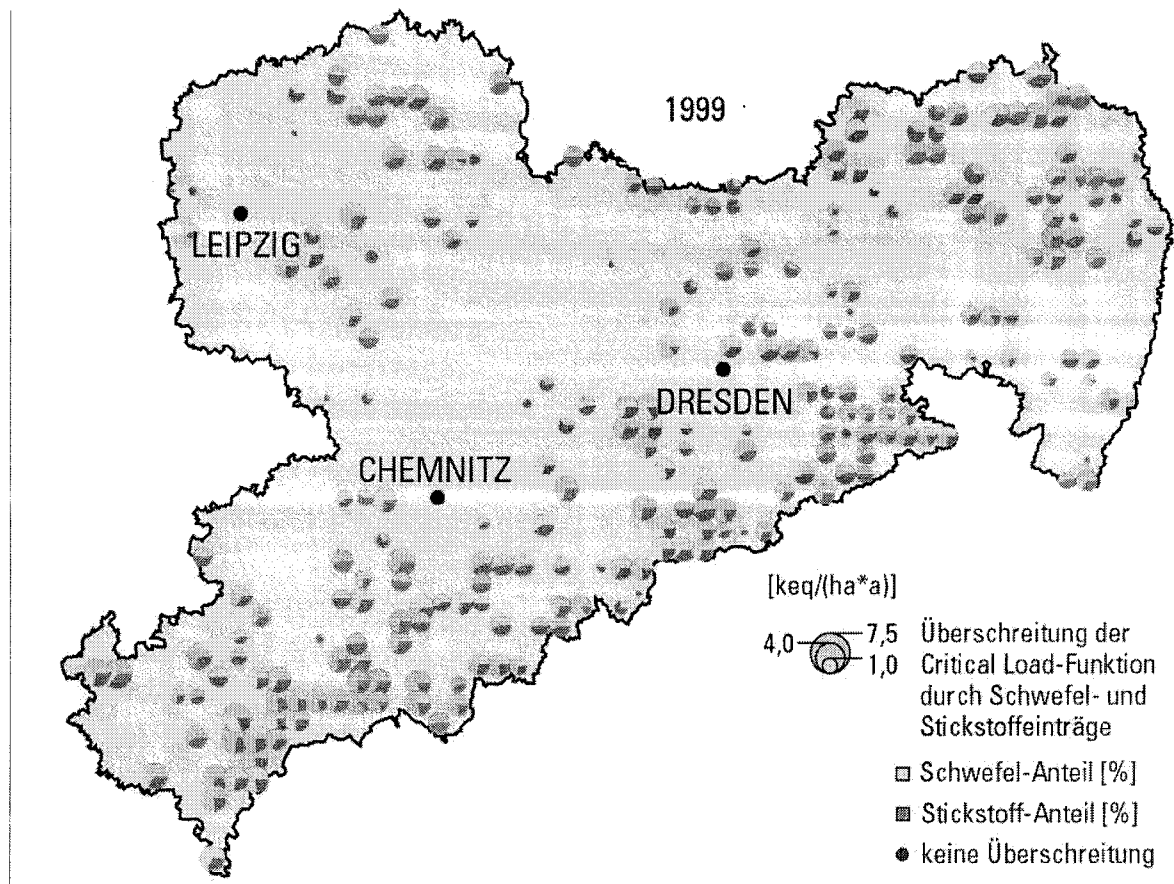 1999
LEIPZIG
DRESDEN
CHEMNITZ
[keq/(ha*a)]
4,0
7,5
1,0
Überschreitung der
Critical Load-Funktion
durch Schwefel- und
Stickstoffeinträge
Schwefel-Anteil [%]
Stickstoff-Anteil [%]
keine Überschreitung